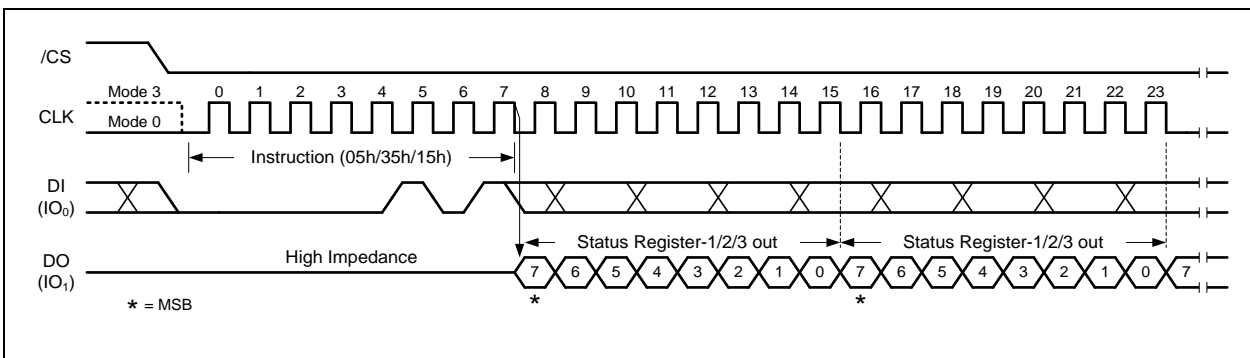 /CS
Mode 3 0 1 2 3 4 5 6 7 8 9 10 11 12 13 14 15 16 17 18 19 20 21 22 23
CLK
Mode 0
Instruction (05h/35h/15h)
DI
(IO₀)
Status Register-1/2/3 out Status Register-1/2/3 out
DO
(IO₁)
High Impedance
7 6 5 4 3 2 1 0 7 6 5 4 3 2 1 0 7
* *
* = MSB